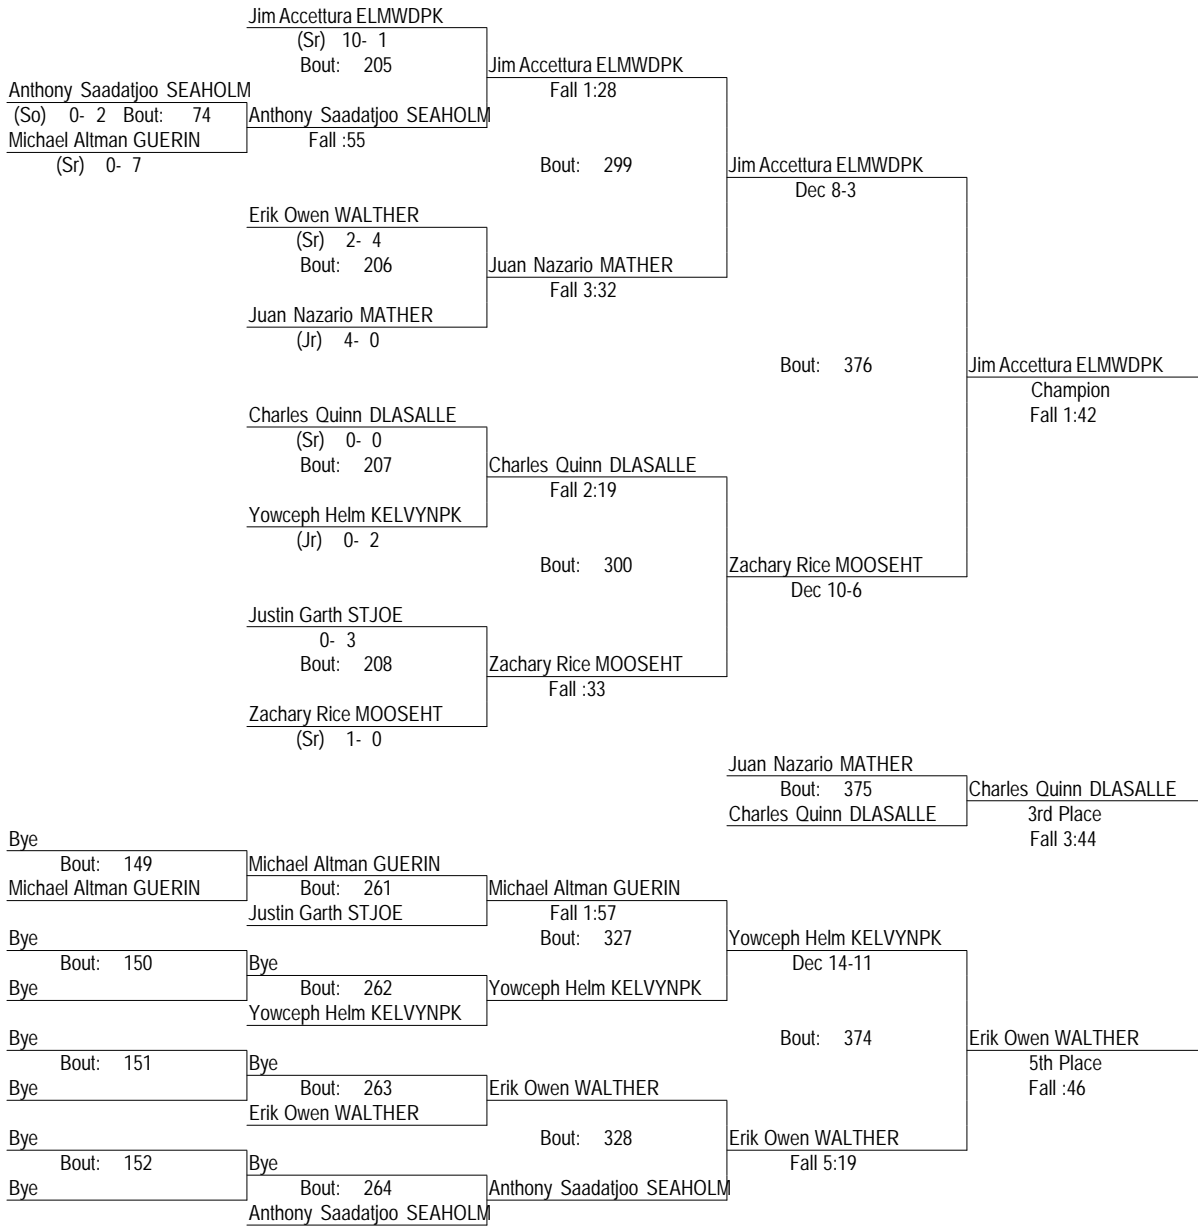 Jim Accettura ELMWDPK
(Sr) 10- 1
Bout: 205
Jim Accettura ELMWDPK
Fall 1:28
Anthony Saadatjoo SEAHOLM
(So) 0- 2 Bout: 74
Anthony Saadatjoo SEAHOLM
Fall :55
Michael Altman GUERIN
(Sr) 0- 7
Bout: 299
Jim Accettura ELMWDPK
Dec 8-3
Erik Owen WALTHER
(Sr) 2- 4
Bout: 206
Juan Nazario MATHER
Fall 3:32
Juan Nazario MATHER
(Jr) 4- 0
Bout: 376
Jim Accettura ELMWDPK
Champion
Fall 1:42
Charles Quinn DLASALLE
(Sr) 0- 0
Bout: 207
Charles Quinn DLASALLE
Fall 2:19
Yowceph Helm KELVYNPK
(Jr) 0- 2
Bout: 300
Zachary Rice MOOSEHT
Dec 10-6
Justin Garth STJOE
0- 3
Bout: 208
Zachary Rice MOOSEHT
Fall :33
Zachary Rice MOOSEHT
(Sr) 1- 0
Juan Nazario MATHER
Bout: 375
Charles Quinn DLASALLE
Charles Quinn DLASALLE
3rd Place
Fall 3:44
Bye
Bout: 149
Michael Altman GUERIN
Michael Altman GUERIN
Bout: 261
Justin Garth STJOE
Michael Altman GUERIN
Fall 1:57
Bout: 327
Yowceph Helm KELVYNPK
Dec 14-11
Bye
Bout: 150
Bye
Bye
Bout: 262
Yowceph Helm KELVYNPK
Yowceph Helm KELVYNPK
Bout: 374
Erik Owen WALTHER
5th Place
Fall :46
Bye
Bout: 151
Bye
Bye
Bout: 263
Erik Owen WALTHER
Erik Owen WALTHER
Bout: 328
Erik Owen WALTHER
Fall 5:19
Bye
Bout: 152
Bye
Bye
Bout: 264
Anthony Saadatjoo SEAHOLM
Anthony Saadatjoo SEAHOLM